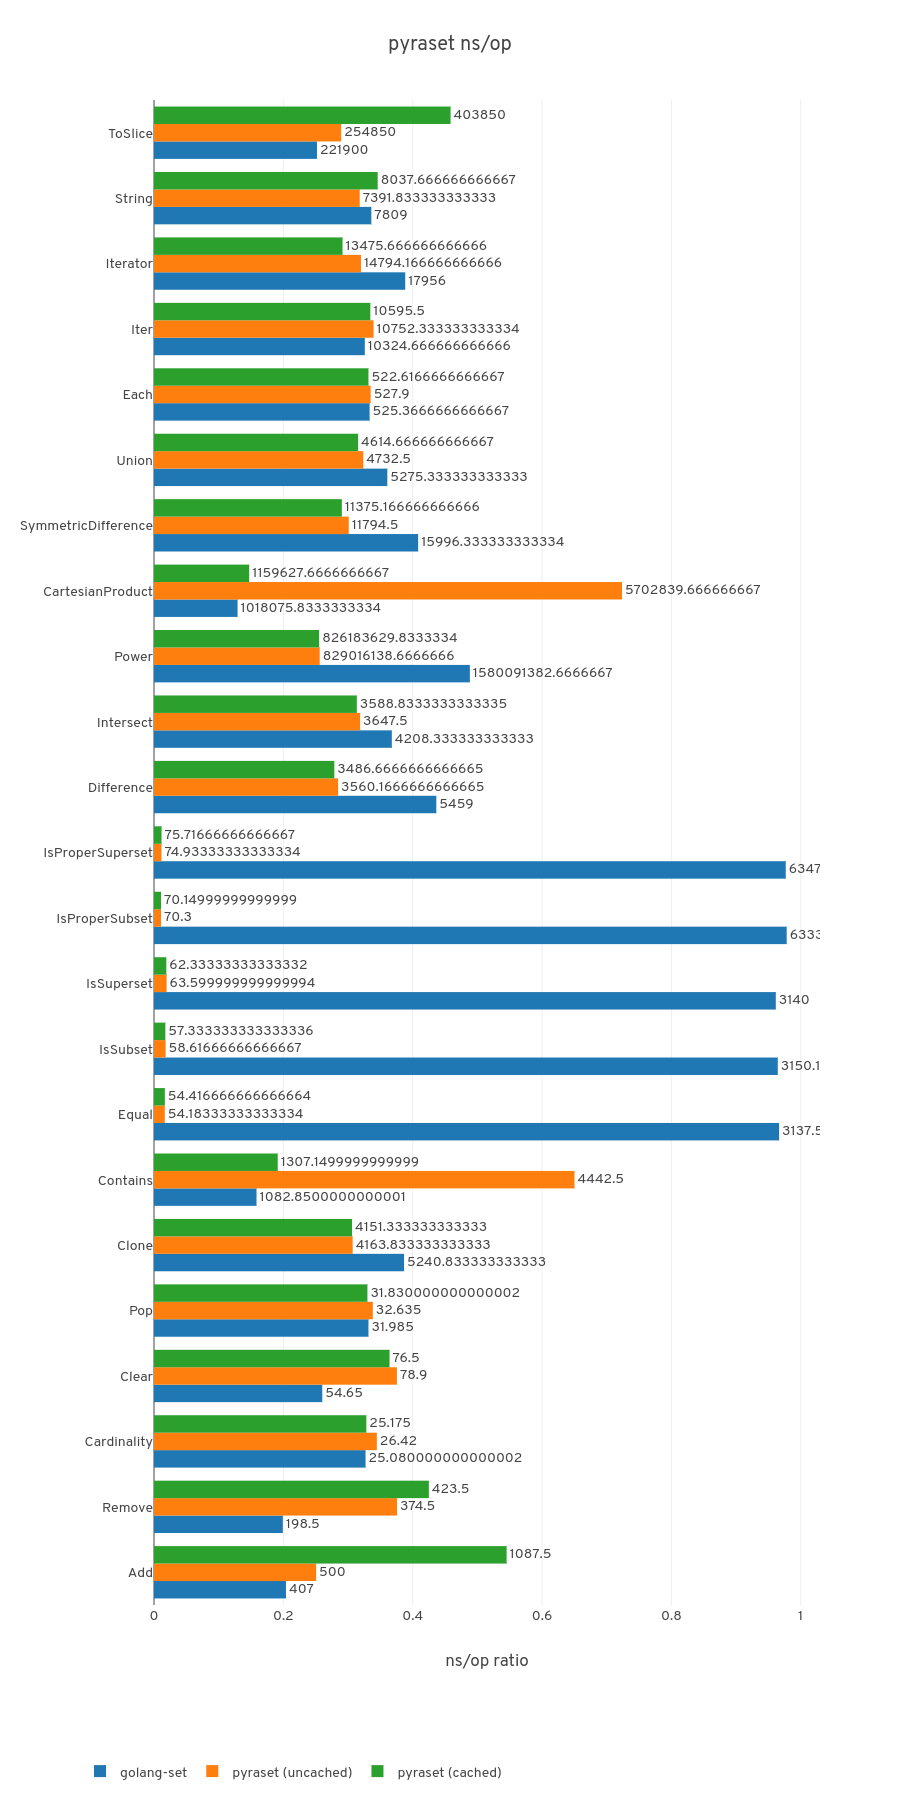 pyraset ns/op
403850
ToSlice 254850
221900
8037.666666666667
String 7391.833333333333
7809
13475.666666666666
Iterator 14794.166666666666
17956
10595.5
Iter 10752.333333333334
10324.666666666666
522.6166666666667
Each 527.9
525.3666666666667
4614.666666666667
Union 4732.5
5275.333333333333
11375.166666666666
SymmetricDifference 11794.5
15996.333333333334
1159627.6666666667
CartesianProduct 5702839.666666667
1018075.8333333334
826183629.8333334
Power 829016138.6666666
1580091382.6666667
3588.8333333333335
Intersect 3647.5
4208.333333333333
3486.6666666666665
Difference 3560.1666666666665
5459
75.71666666666667
IsProperSuperset 74.93333333333334
6347
70.14999999999999
IsProperSubset 70.3
6333
62.33333333333332
IsSuperset 63.599999999999994
3140
57.333333333333336
IsSubset 58.61666666666667
3150.1
54.416666666666664
Equal 54.18333333333334
3137.5
1307.1499999999999
Contains 4442.5
1082.8500000000001
4151.333333333333
Clone 4163.833333333333
5240.833333333333
31.830000000000002
Pop 32.635
31.985
76.5
Clear 78.9
54.65
25.175
Cardinality 26.42
25.080000000000002
423.5
Remove 374.5
198.5
1087.5
Add 500
407
0 0.2 0.4 0.6 0.8 1
ns/op ratio
golang-set pyraset (uncached) pyraset (cached)